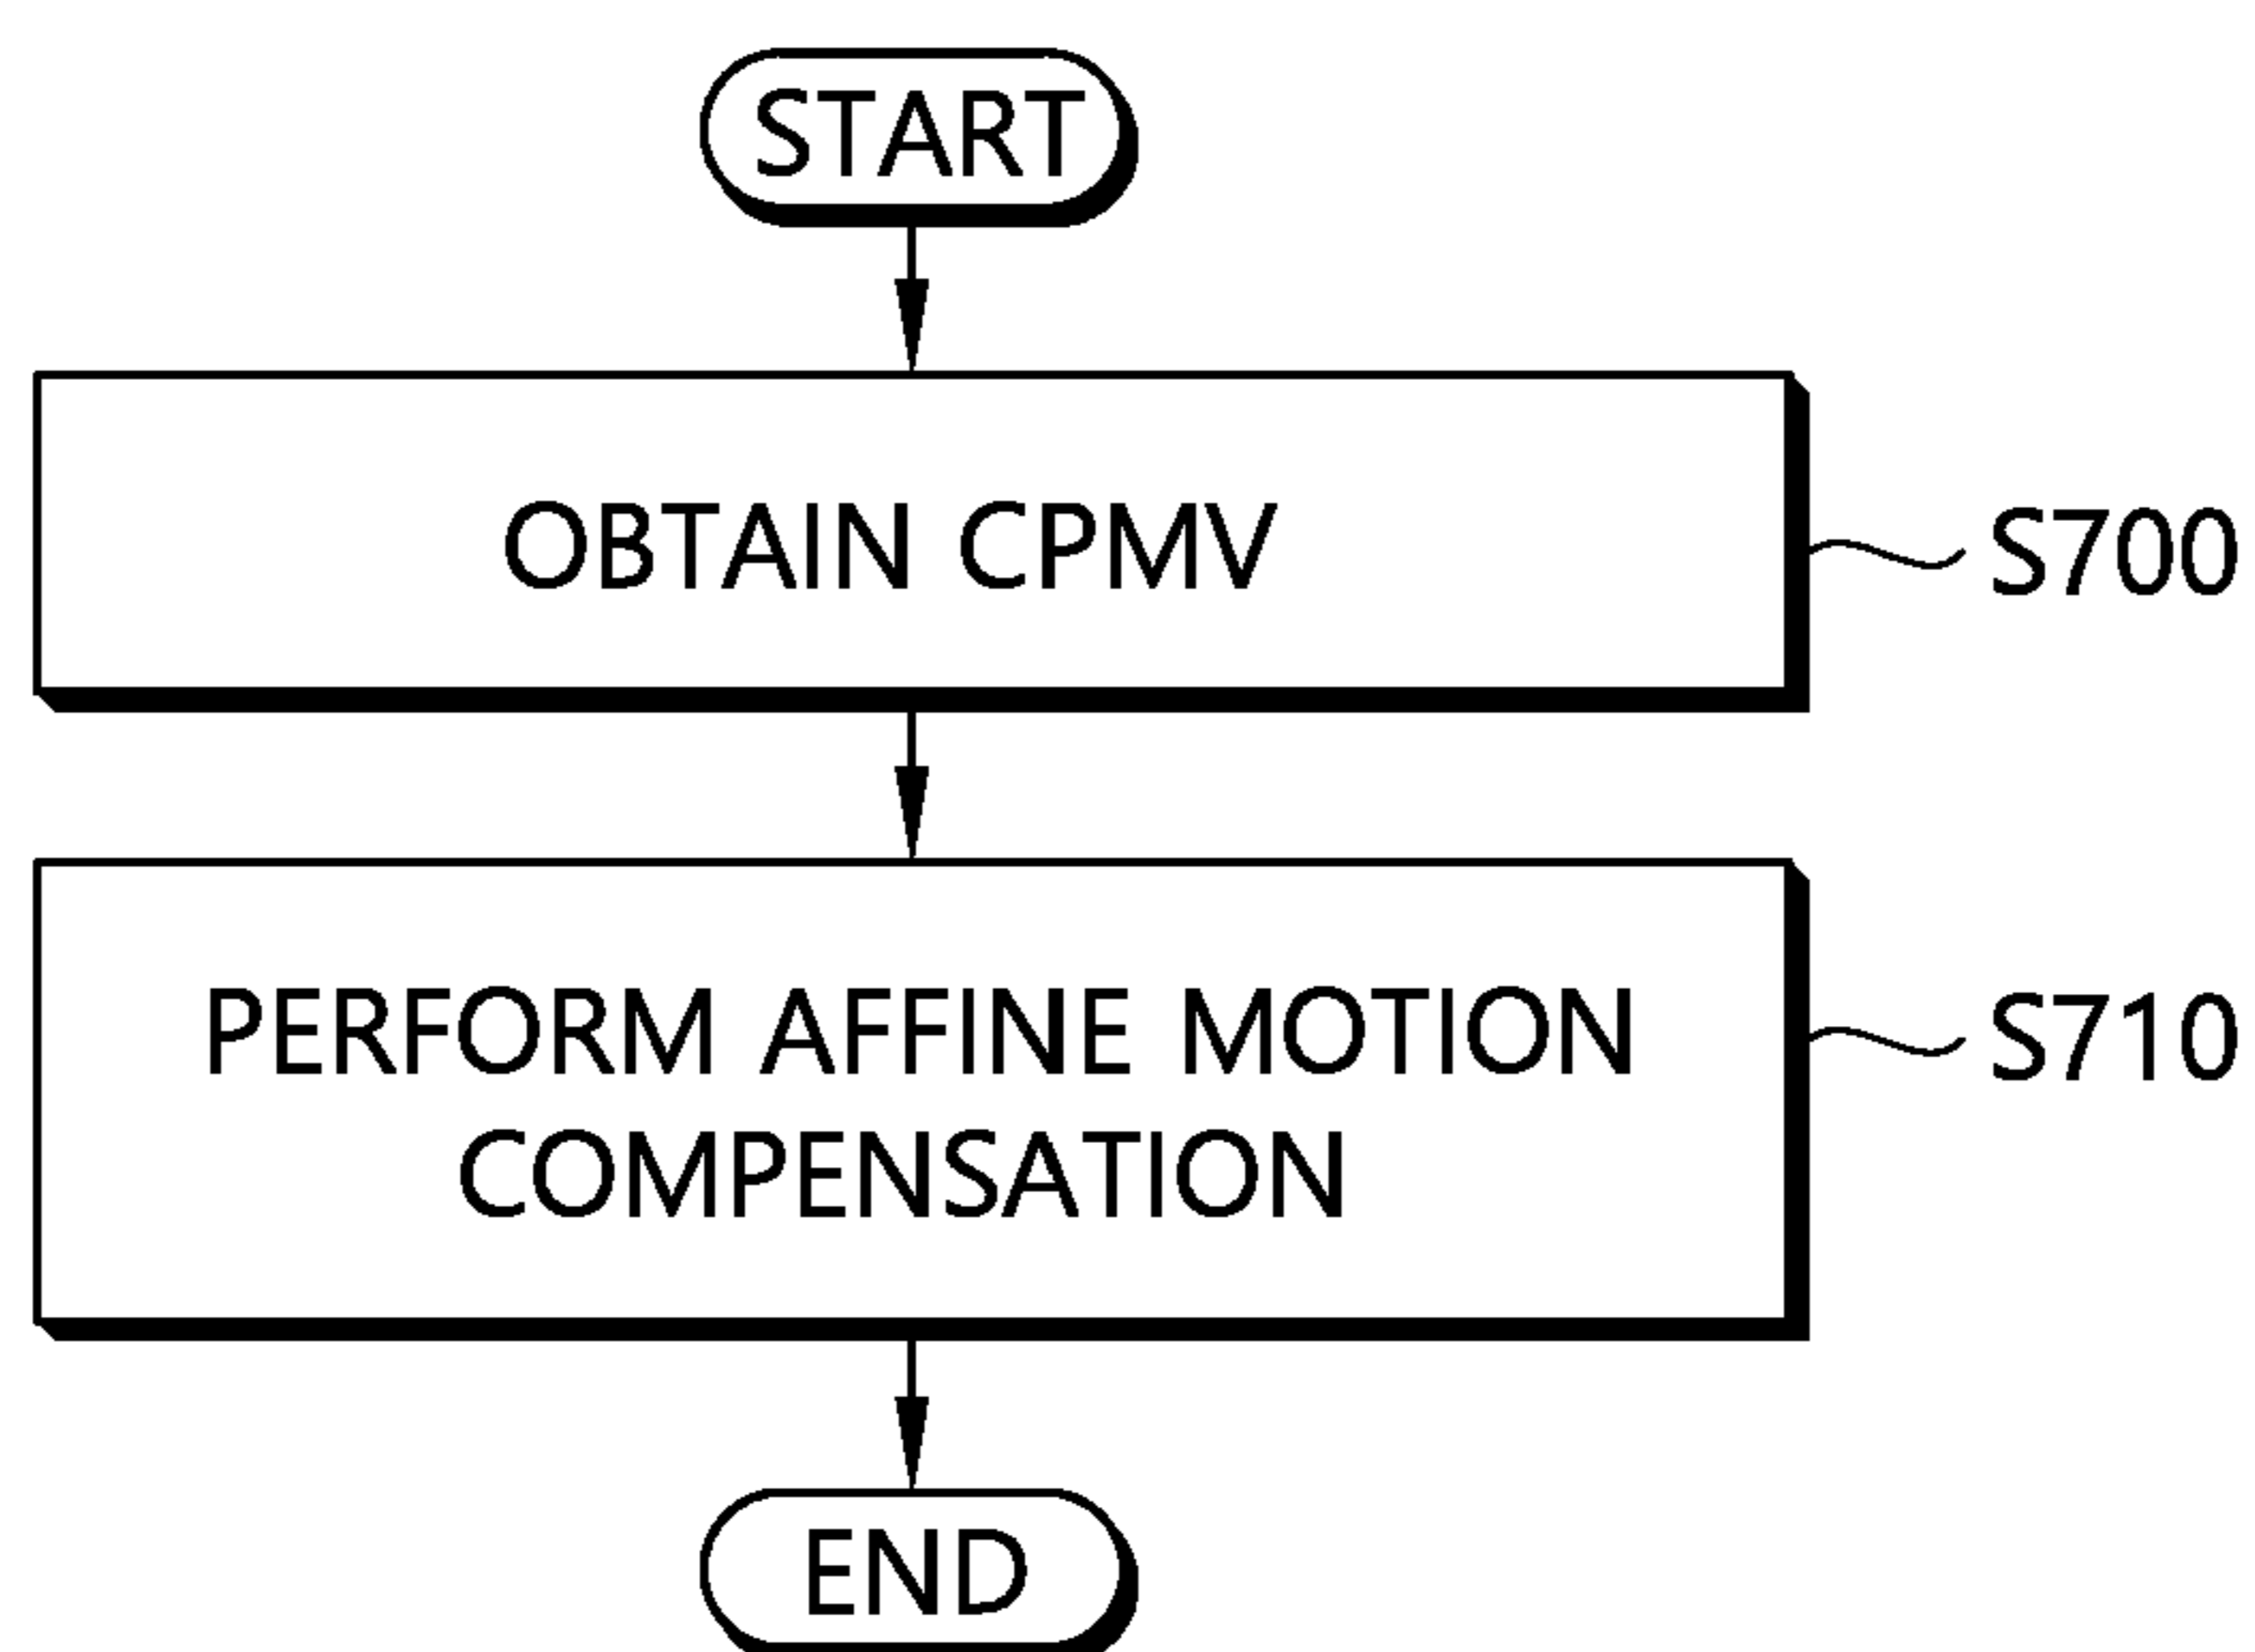 START
OBTAIN CPMV
S700
PERFORM AFFINE MOTION
COMPENSATION
S710
END